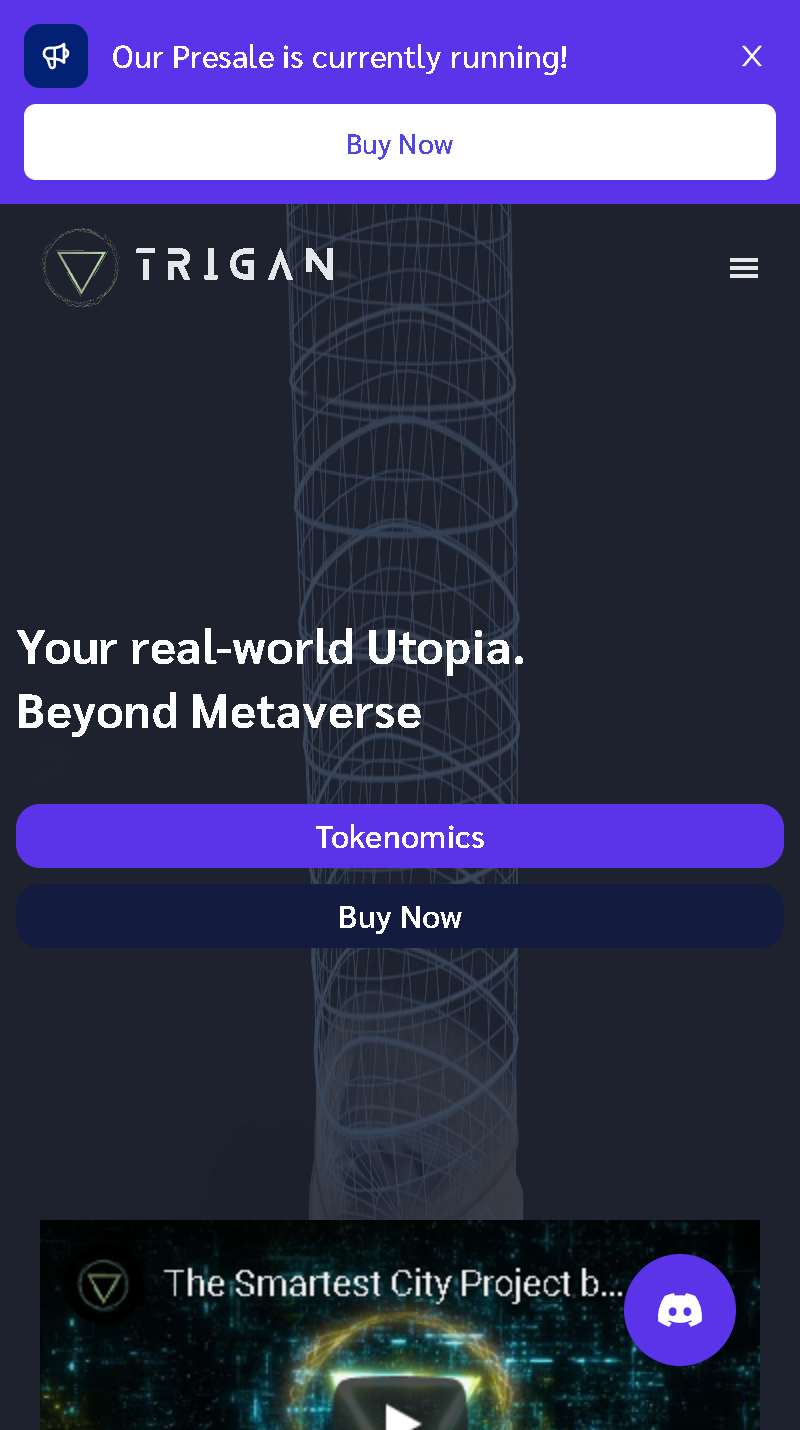 Our Presale is currently running!
Buy Now
TRIGAN
Your real-world Utopia.
Beyond Metaverse
Tokenomics
Buy Now
The Smartest City Project b...